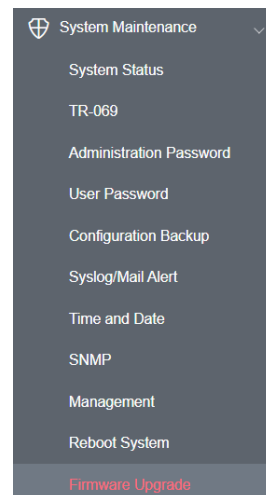 System Maintenance
System Status
TR-069
Administration Password
User Password
Configuration Backup
Syslog/Mail Alert
Time and Date
SNMP
Management
Reboot System
Firmware Upgrade